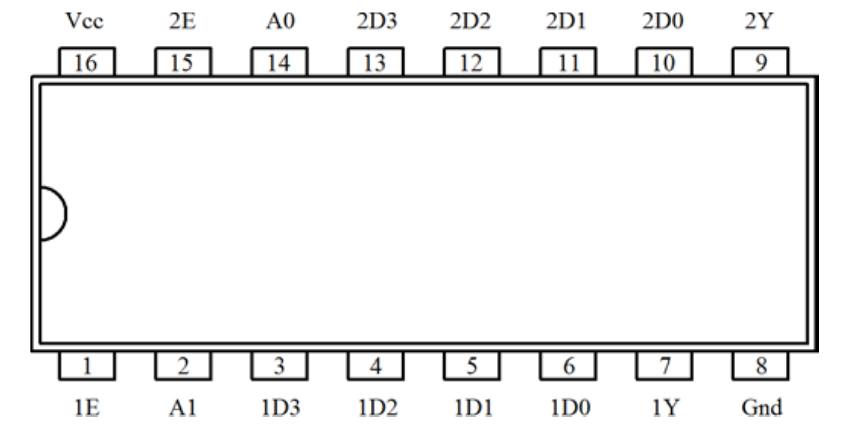 Vcc 2E A0 2D3 2D2 2D1 2D0 2Y
16 15 14 13 12 11 10 9
1 2 3 4 5 6 7 8
1E A1 1D3 1D2 1D1 1D0 1Y Gnd